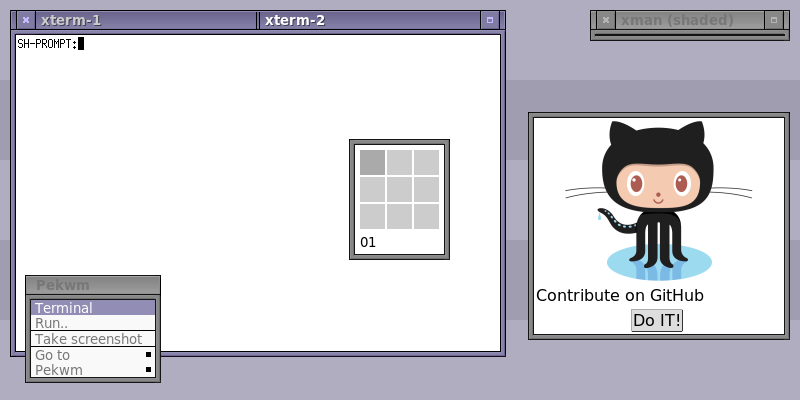 xterm-1
xterm-2
xman (shaded)
SH-PROMPT:
01
Contribute on GitHub
Do IT!
Pekwm
Terminal
Run..
Take screenshot
Go to
Pekwm